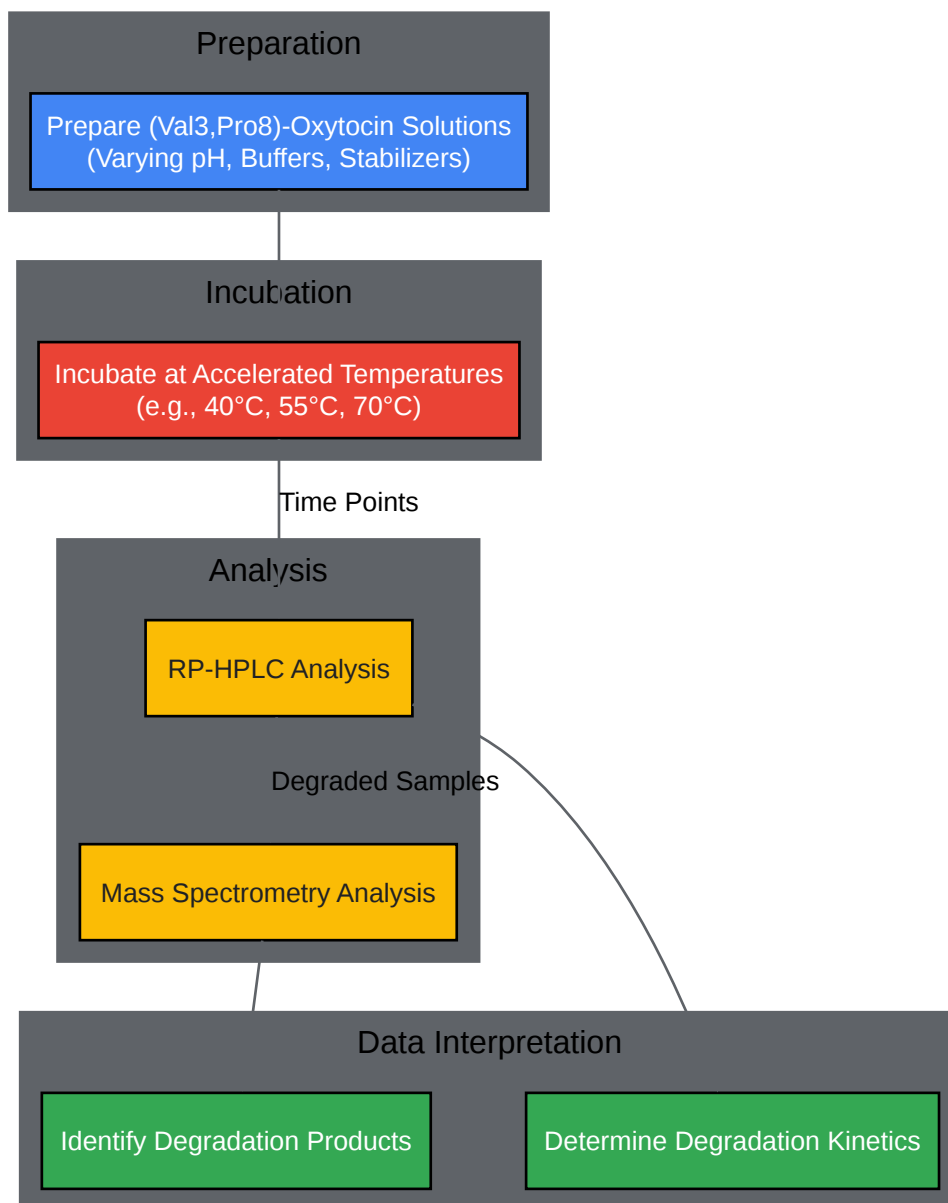 Preparation
Prepare (Val3,Pro8)-Oxytocin Solutions
(Varying pH, Buffers, Stabilizers)
Incubation
Incubate at Accelerated Temperatures
(e.g., 40°C, 55°C, 70°C)
Time Points
Analysis
RP-HPLC Analysis
Degraded Samples
Mass Spectrometry Analysis
Data Interpretation
Identify Degradation Products
Determine Degradation Kinetics